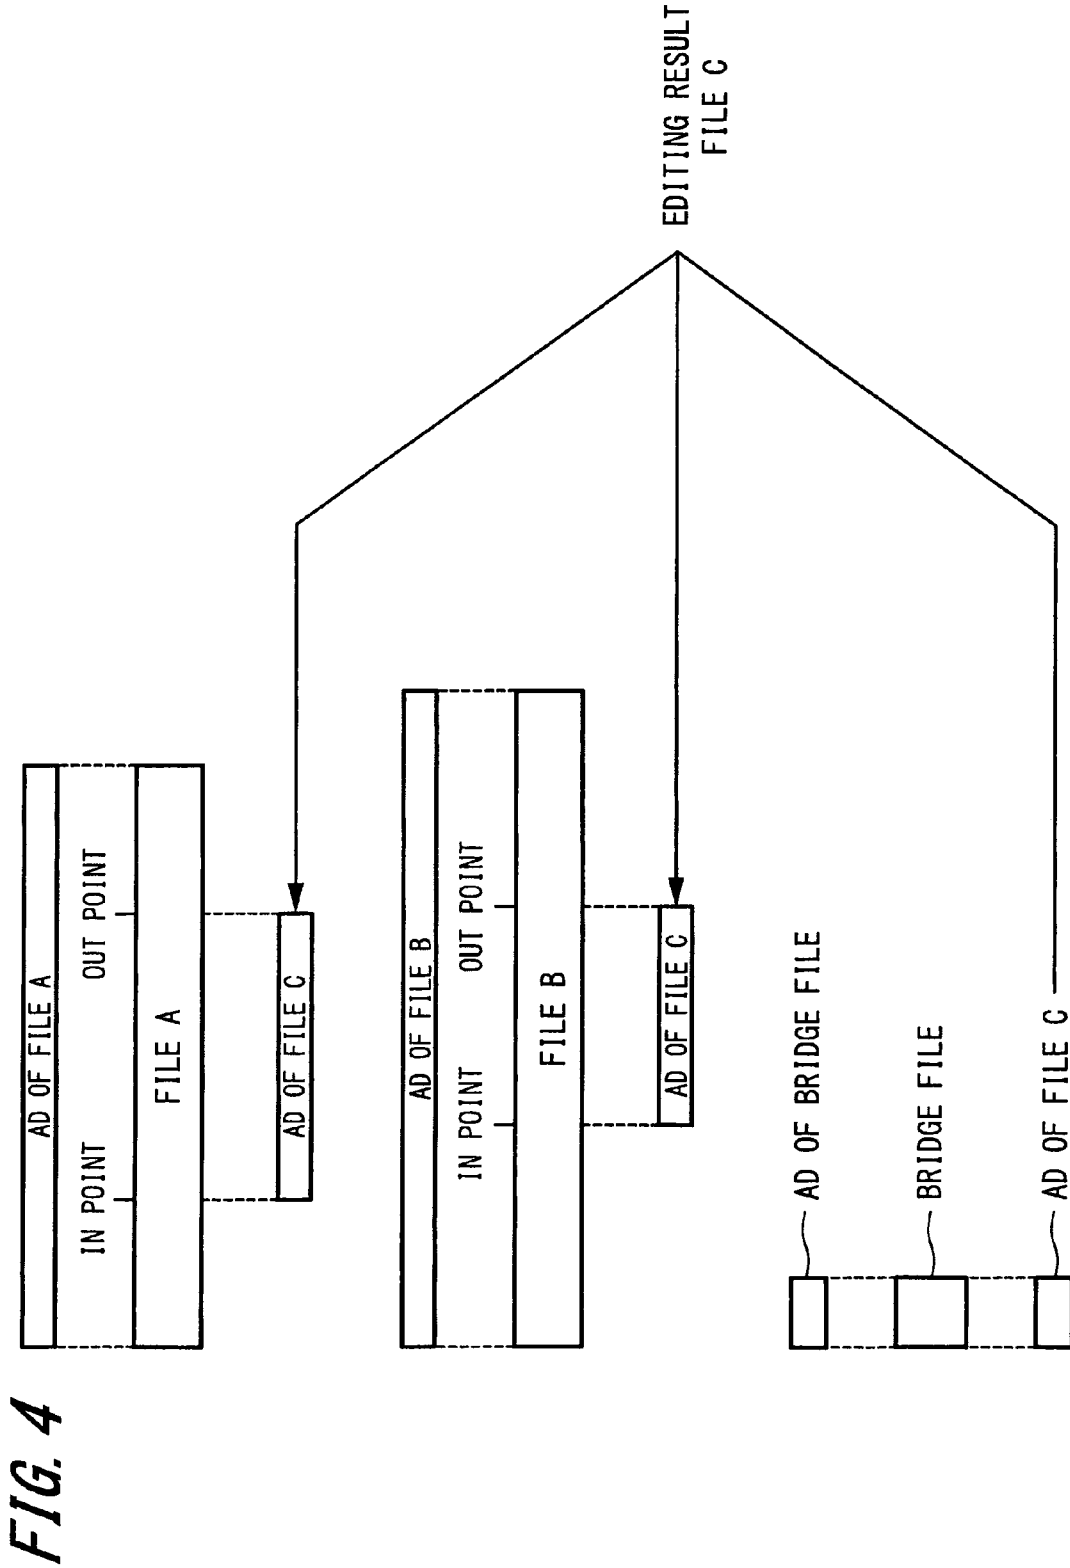 FIG. 4
AD OF FILE A
IN POINT
OUT POINT
FILE A
AD OF FILE C
AD OF FILE B
IN POINT
OUT POINT
FILE B
AD OF FILE C
EDITING RESULT
FILE C
AD OF BRIDGE FILE
BRIDGE FILE
AD OF FILE C